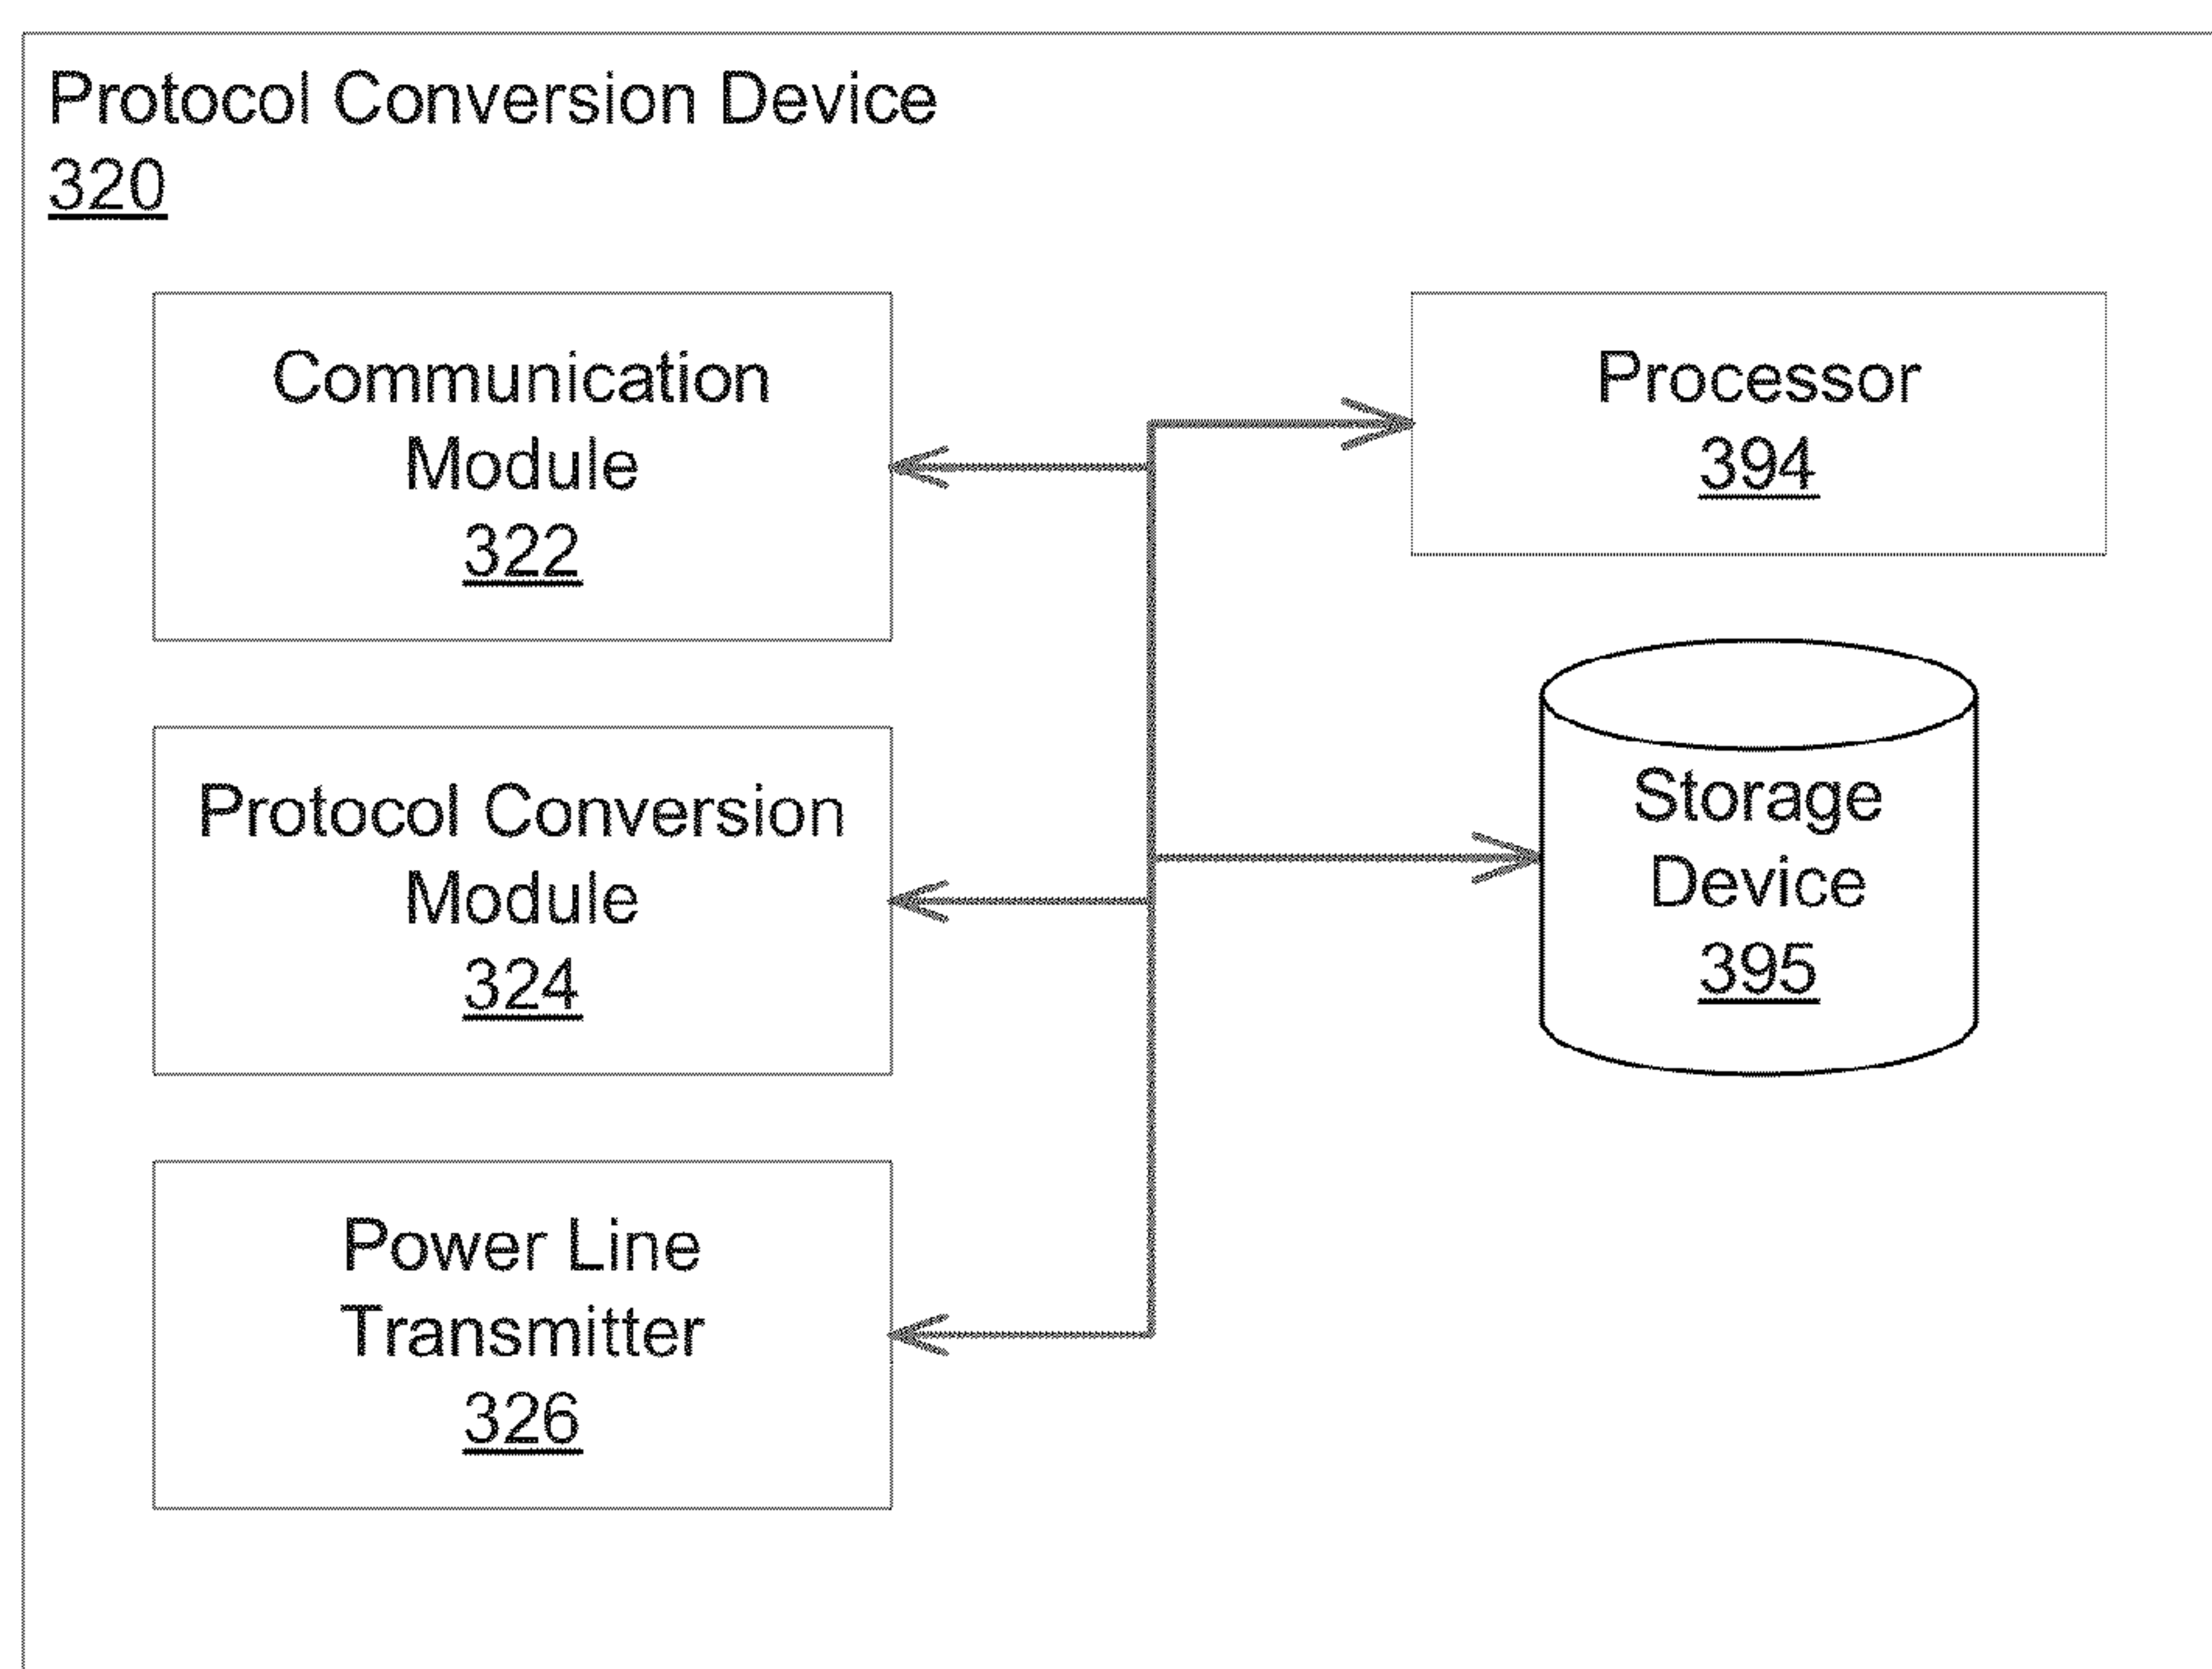 Protocol Conversion Device
320
Communication
Module
322
Processor
394
Protocol Conversion
Module
324
Storage
Device
395
Power Line
Transmitter
326